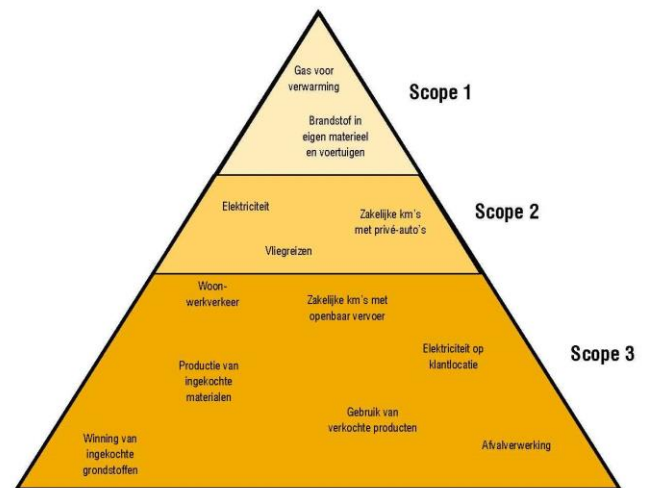 Gas voor
verwarming
Scope 1
Brandstof in
eigen materieel
en voertuigen
Elektriciteit
Zakelijke km's
met privé-auto's
Scope 2
Vliegreizen
Woon-
werkverkeer
Zakelijke km's met
openbaar vervoer
Elektriciteit op
klantlocatie
Scope 3
Productie van
ingekochte
materialen
Gebruik van
verkochte producten
Winning van
ingekochte
grondstoffen
Afvalverwerking